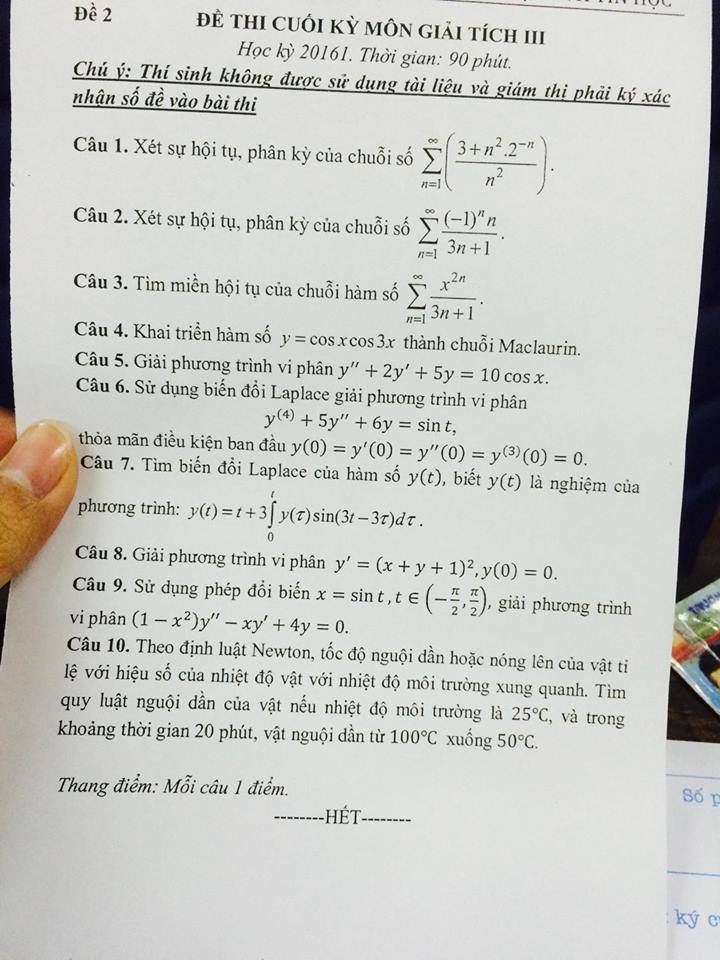 TIN HỌC
Đề 2
ĐỀ THI CUỐI KỲ MÔN GIẢI TÍCH III
Học kỳ 20161. Thời gian: 90 phút.
Chú ý: Thí sinh không được sử dụng tài liệu và giám thị phải ký xác
nhận số đề vào bài thi
Câu 1. Xét sự hội tụ, phân kỳ của chuỗi số \sum_{n=1}^{\infty}\left(\frac{3+n^2.2^{-n}}{n^2}\right).
Câu 2. Xét sự hội tụ, phân kỳ của chuỗi số \sum_{n=1}^{\infty}\frac{(-1)^n n}{3n+1}.
Câu 3. Tìm miền hội tụ của chuỗi hàm số \sum_{n=1}^{\infty}\frac{x^{2n}}{3n+1}.
Câu 4. Khai triển hàm số y = cos x cos 3x thành chuỗi Maclaurin.
Câu 5. Giải phương trình vi phân y″ + 2y′ + 5y = 10 cos x.
Câu 6. Sử dụng biến đổi Laplace giải phương trình vi phân
y⁽⁴⁾ + 5y″ + 6y = sin t,
thỏa mãn điều kiện ban đầu y(0) = y′(0) = y″(0) = y⁽³⁾(0) = 0.
Câu 7. Tìm biến đổi Laplace của hàm số y(t), biết y(t) là nghiệm của
phương trình: y(t) = t + 3\int_0^t y(τ) sin(3t − 3τ)dτ.
Câu 8. Giải phương trình vi phân y′ = (x + y + 1)², y(0) = 0.
Câu 9. Sử dụng phép đổi biến x = sin t, t ∈ \left(-\frac{π}{2}, \frac{π}{2}\right), giải phương trình
vi phân (1 − x²)y″ − xy′ + 4y = 0.
Câu 10. Theo định luật Newton, tốc độ nguội dần hoặc nóng lên của vật tỉ
lệ với hiệu số của nhiệt độ vật với nhiệt độ môi trường xung quanh. Tìm
quy luật nguội dần của vật nếu nhiệt độ môi trường là 25°C, và trong
khoảng thời gian 20 phút, vật nguội dần từ 100°C xuống 50°C.
Thang điểm: Mỗi câu 1 điểm.
--------HẾT--------
Số
ký